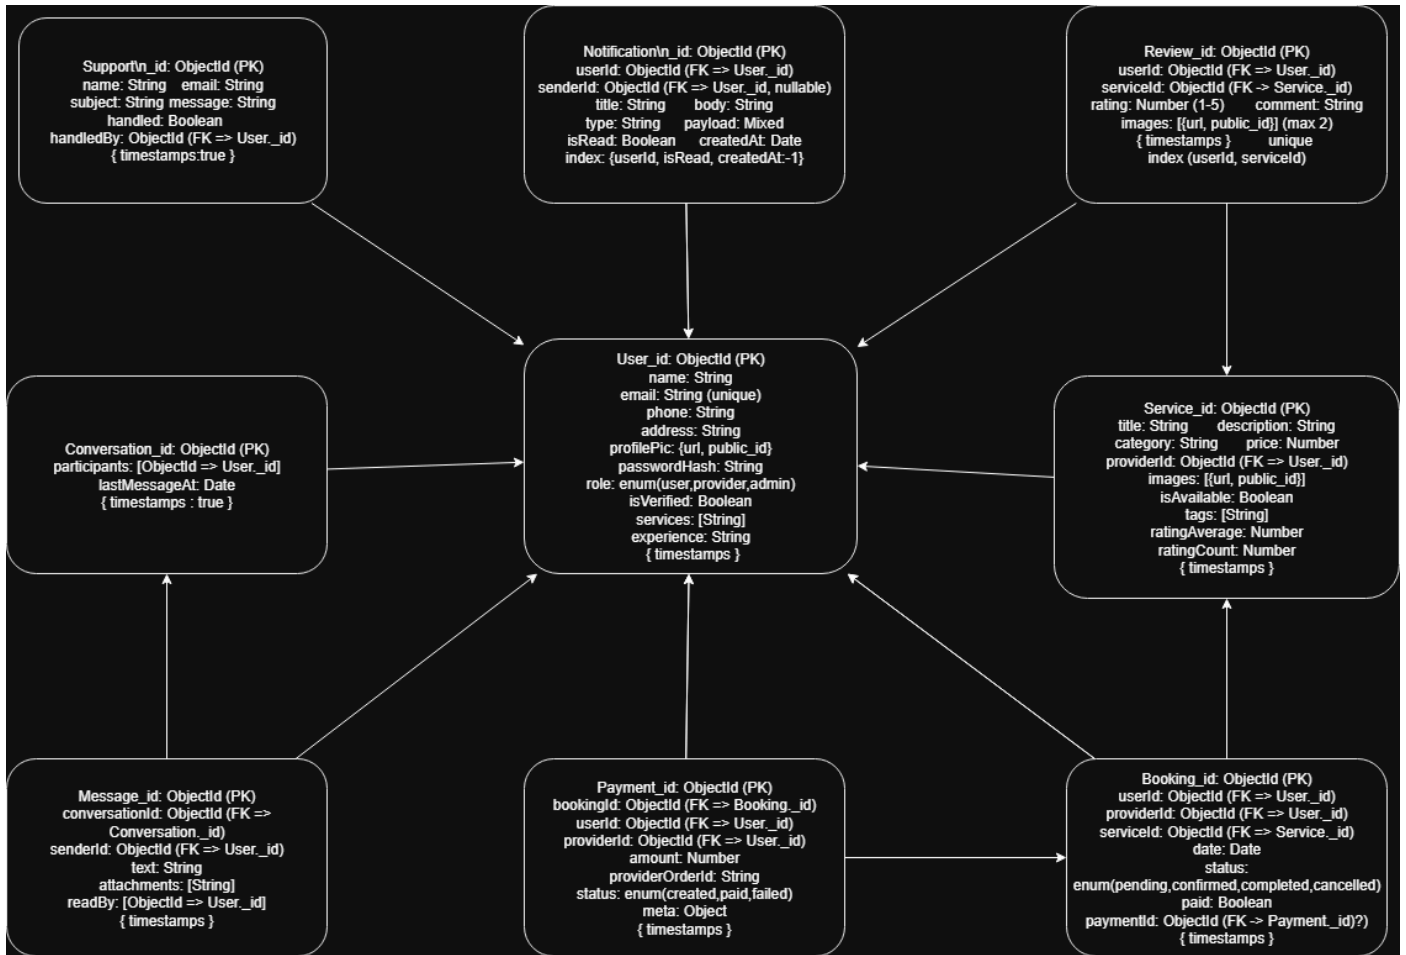 Support\n_id: ObjectId (PK)
name: String    email: String
subject: String message: String
handled: Boolean
handledBy: ObjectId (FK => User._id)
{ timestamps:true }
Notification\n_id: ObjectId (PK)
userId: ObjectId (FK => User._id)
senderId: ObjectId (FK => User._id, nullable)
title: String        body: String
type: String      payload: Mixed
isRead: Boolean      createdAt: Date
index: {userId, isRead, createdAt:-1}
Review_id: ObjectId (PK)
userId: ObjectId (FK => User._id)
serviceId: ObjectId (FK -> Service._id)
rating: Number (1-5)        comment: String
images: [{url, public_id}] (max 2)
{ timestamps }         unique
index (userId, serviceId)
User_id: ObjectId (PK)
name: String
email: String (unique)
phone: String
address: String
profilePic: {url, public_id}
passwordHash: String
role: enum(user,provider,admin)
isVerified: Boolean
services: [String]
experience: String
{ timestamps }
Conversation_id: ObjectId (PK)
participants: [ObjectId => User._id]
lastMessageAt: Date
{ timestamps : true }
Service_id: ObjectId (PK)
title: String        description: String
category: String       price: Number
providerId: ObjectId (FK => User._id)
images: [{url, public_id}]
isAvailable: Boolean
tags: [String]
ratingAverage: Number
ratingCount: Number
{ timestamps }
Message_id: ObjectId (PK)
conversationId: ObjectId (FK =>
Conversation._id)
senderId: ObjectId (FK => User._id)
text: String
attachments: [String]
readBy: [ObjectId => User._id]
{ timestamps }
Payment_id: ObjectId (PK)
bookingId: ObjectId (FK => Booking._id)
userId: ObjectId (FK => User._id)
providerId: ObjectId (FK => User._id)
amount: Number
providerOrderId: String
status: enum(created,paid,failed)
meta: Object
{ timestamps }
Booking_id: ObjectId (PK)
userId: ObjectId (FK => User._id)
providerId: ObjectId (FK => User._id)
serviceId: ObjectId (FK => Service._id)
date: Date
status:
enum(pending,confirmed,completed,cancelled)
paid: Boolean
paymentId: ObjectId (FK -> Payment._id)?)
{ timestamps }